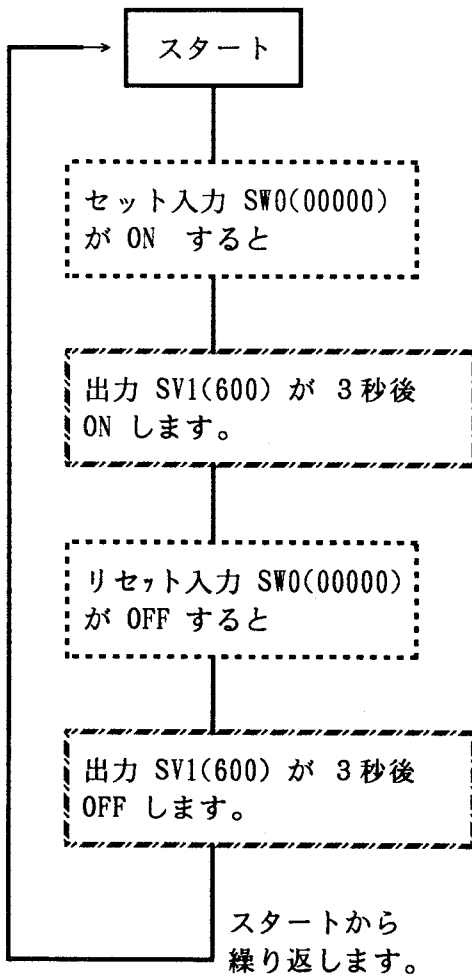 スタート
セット入力 SW0(00000)
が ON すると
出力 SV1(600) が 3秒後
ON します。
リセット入力 SW0(00000)
が OFF すると
出力 SV1(600) が 3秒後
OFF します。
スタートから
繰り返します。